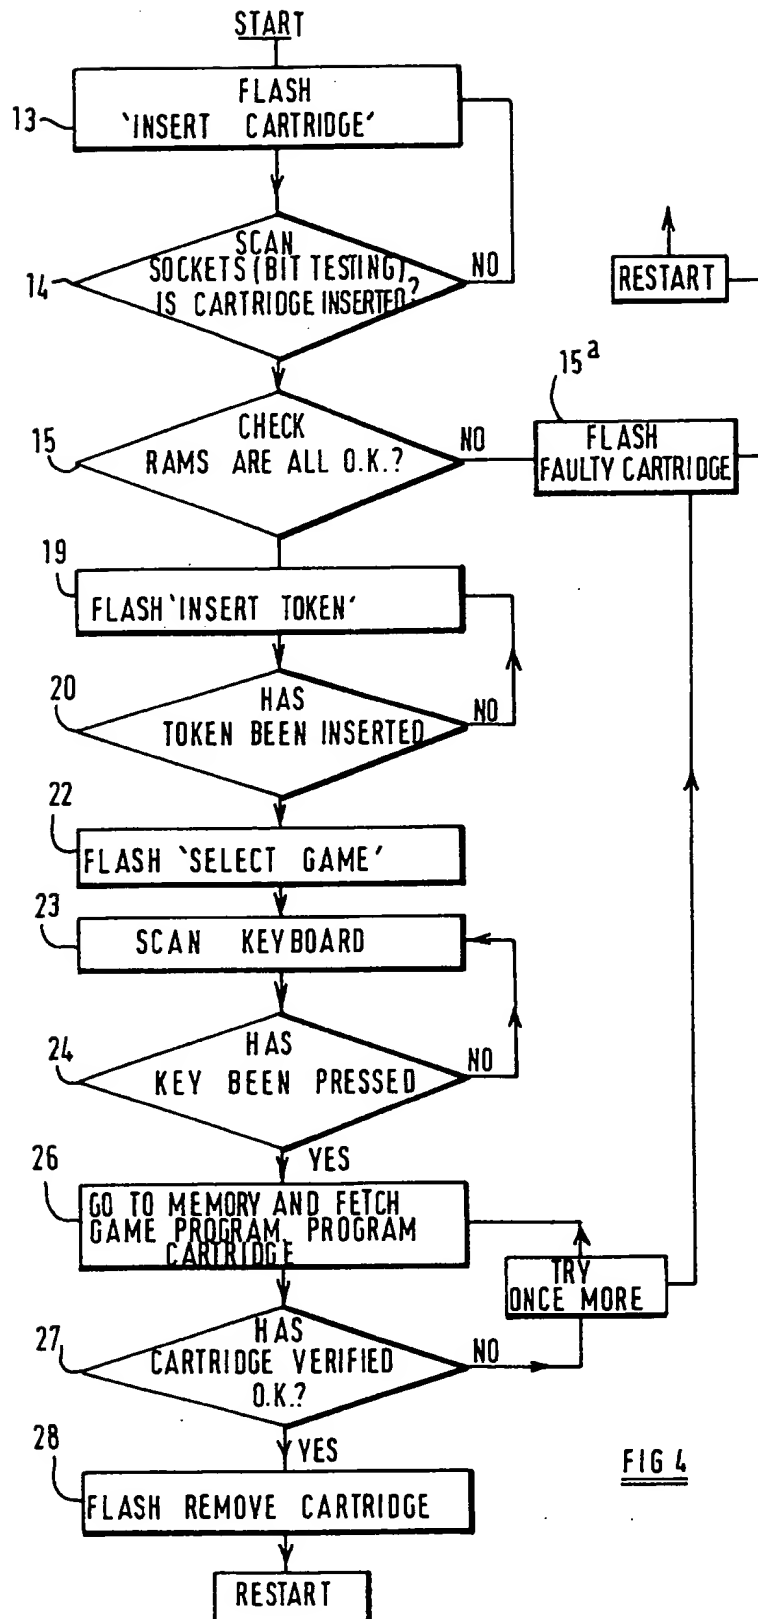 START
FLASH
'INSERT CARTRIDGE'
13
SCAN
SOCKETS (BIT TESTING)
IS CARTRIDGE INSERTED?
14
NO
RESTART
15a
CHECK
RAMS ARE ALL O.K.?
15
NO
FLASH
FAULTY CARTRIDGE
19
FLASH 'INSERT TOKEN'
20
HAS
TOKEN BEEN INSERTED
NO
22
FLASH 'SELECT GAME'
23
SCAN KEYBOARD
24
HAS
KEY BEEN PRESSED
NO
YES
26
GO TO MEMORY AND FETCH
GAME PROGRAM, PROGRAM
CARTRIDGE
TRY
ONCE MORE
27
HAS
CARTRIDGE VERIFIED
O.K.?
NO
YES
28
FLASH REMOVE CARTRIDGE
RESTART
FIG 4